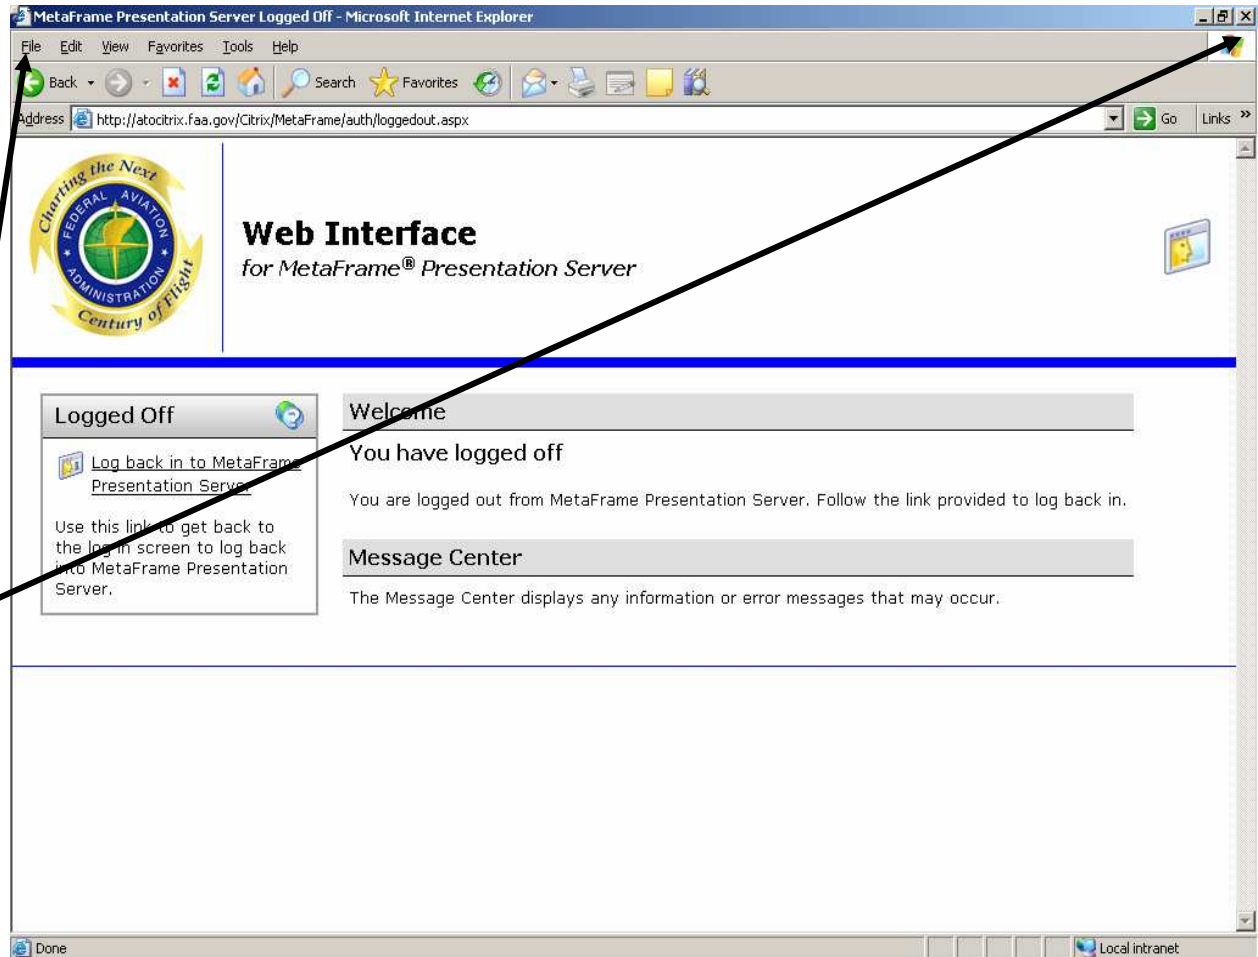 MetaFrame Presentation Server Logged Off - Microsoft Internet Explorer
File Edit View Favorites Tools Help
Back Search Favorites
Address http://atocitrix.faa.gov/Citrix/MetaFrame/auth/loggedout.aspx Go Links »
Charting the Next
FEDERAL AVIATION
ADMINISTRATION
Century of Flight
Web Interface
for MetaFrame® Presentation Server
Logged Off
Log back in to MetaFrame
Presentation Server
Use this link to get back to
the log in screen to log back
into MetaFrame Presentation
Server.
Welcome
You have logged off
You are logged out from MetaFrame Presentation Server. Follow the link provided to log back in.
Message Center
The Message Center displays any information or error messages that may occur.
Done Local intranet